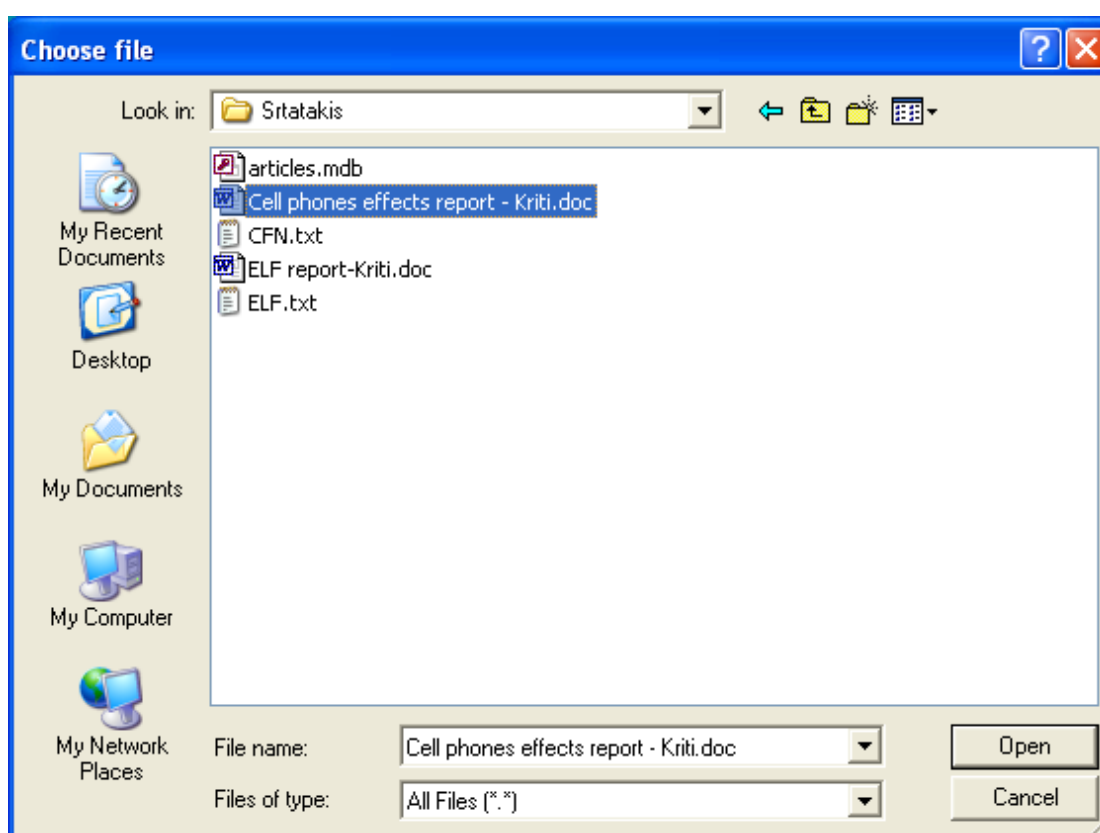 Choose file
Look in:
Srtatakis
My Recent
Documents
Desktop
My Documents
My Computer
My Network
Places
articles.mdb
Cell phones effects report - Kriti.doc
CFN.txt
ELF report-Kriti.doc
ELF.txt
File name:
Cell phones effects report - Kriti.doc
Open
Files of type:
All Files (*.*)
Cancel